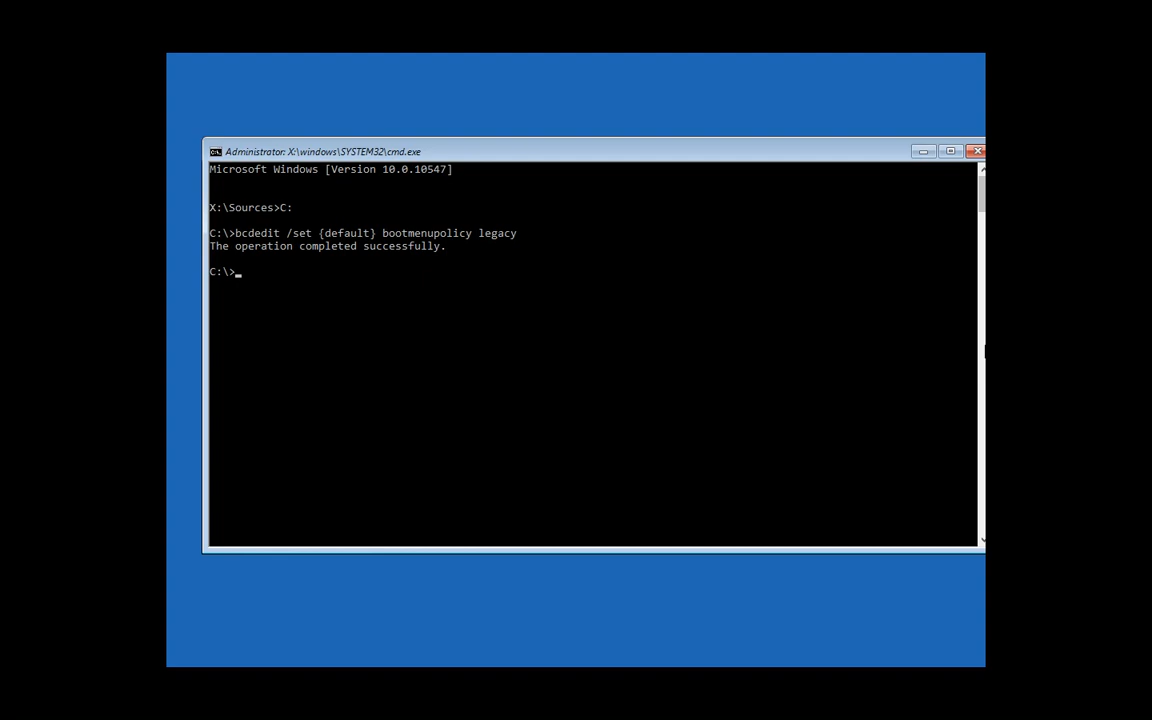 Administrator: X:\windows\SYSTEM32\cmd.exe
Microsoft Windows [Version 10.0.10547]
X:\Sources>C:
C:\>bcdedit /set {default} bootmenupolicy legacy
The operation completed successfully.
C:\>